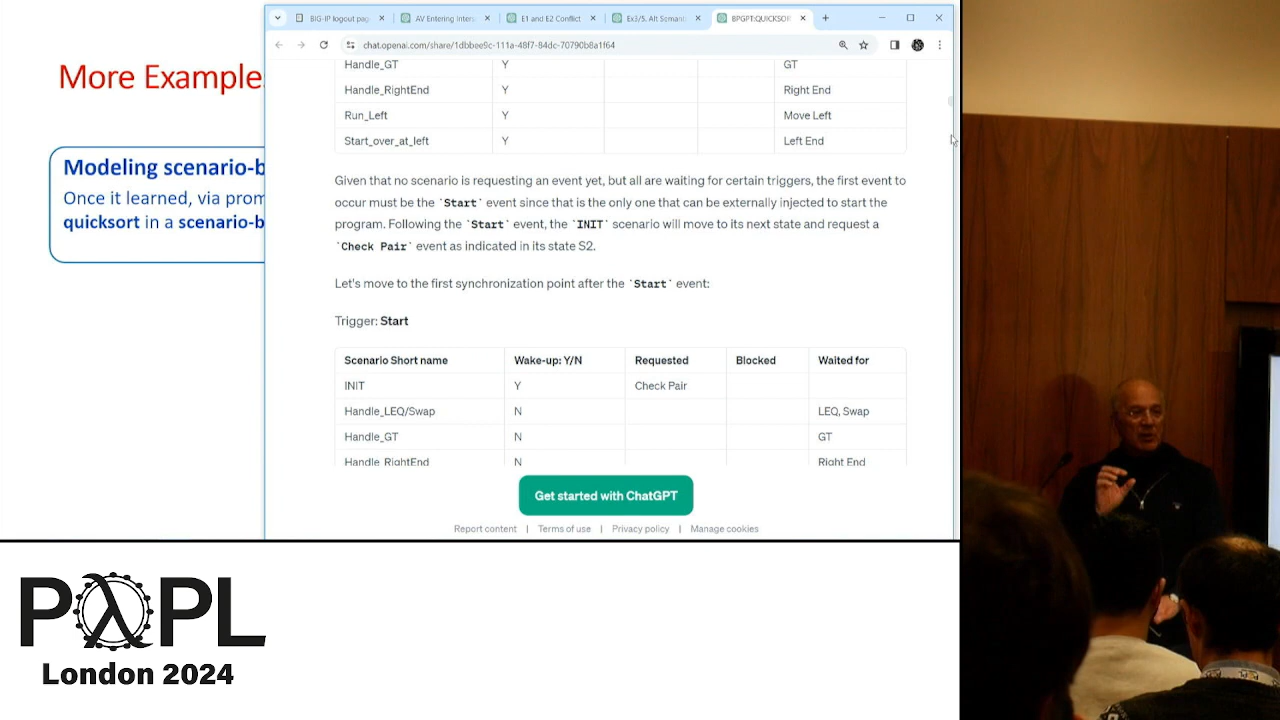 More Example
Modeling scenario-b
Once it learned, via prom
quicksort in a scenario-b
BIG-IP logout pag
AV Entering Inters
E1 and E2 Conflict
Ex3/S. Alt Semanti
BPGPT:QUICKSOR
chat.openai.com/share/1dbbee9c-111a-48f7-84dc-70790b8a1f64
Handle_GT Y GT
Handle_RightEnd Y Right End
Run_Left Y Move Left
Start_over_at_left Y Left End
Given that no scenario is requesting an event yet, but all are waiting for certain triggers, the first event to
occur must be the `Start` event since that is the only one that can be externally injected to start the
program. Following the `Start` event, the `INIT` scenario will move to its next state and request a
`Check Pair` event as indicated in its state S2.
Let's move to the first synchronization point after the `Start` event:
Trigger: Start
Scenario Short name Wake-up: Y/N Requested Blocked Waited for
INIT Y Check Pair
Handle_LEQ/Swap N LEQ, Swap
Handle_GT N GT
Handle_RightEnd N Right End
Get started with ChatGPT
Report content | Terms of use | Privacy policy | Manage cookies
PλPL
London 2024